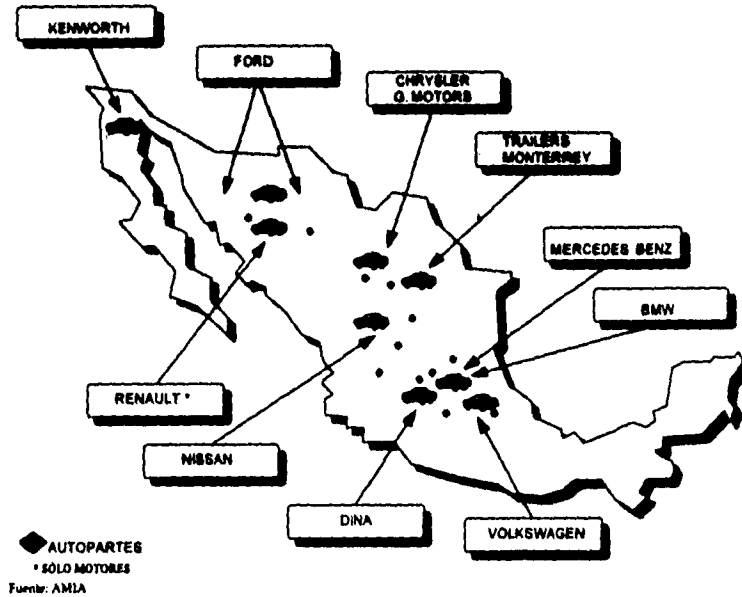 KENWORTH
FORD
CHRYSLER
G. MOTORS
TRAILERS
MONTERREY
MERCEDES BENZ
BMW
RENAULT *
NISSAN
DINA
VOLKSWAGEN
AUTOPARTES
* SÓLO MOTORES
Fuente: AMIA